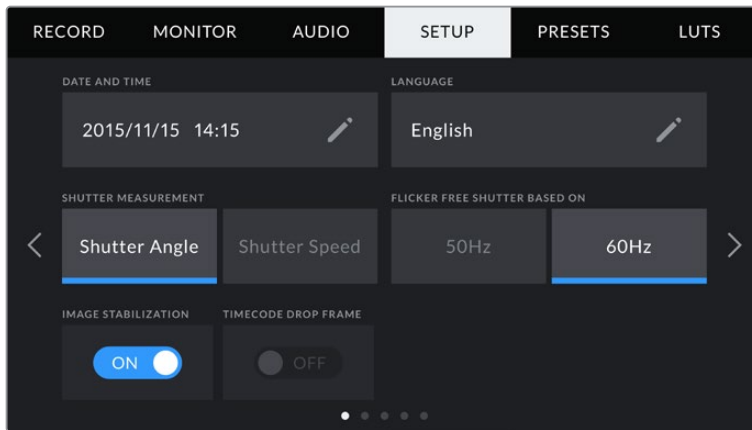 RECORD MONITOR AUDIO SETUP PRESETS LUTS
DATE AND TIME LANGUAGE
2015/11/15 14:15 English
SHUTTER MEASUREMENT FLICKER FREE SHUTTER BASED ON
Shutter Angle Shutter Speed 50Hz 60Hz
IMAGE STABILIZATION TIMECODE DROP FRAME
ON OFF